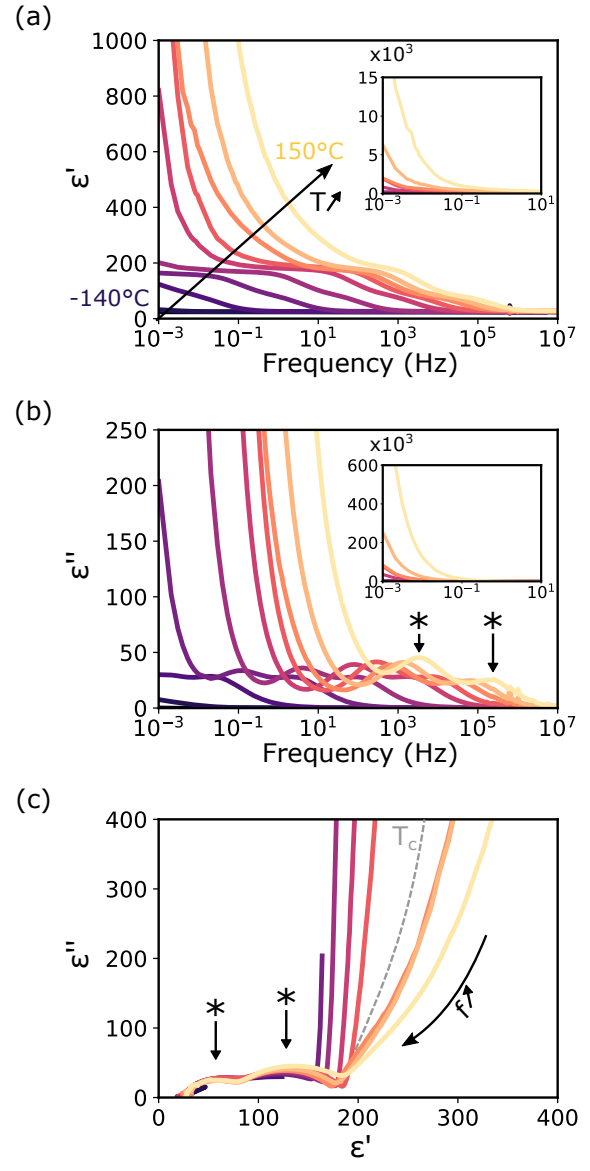 (a)
x10³
1000
15
800
10
150°C
5
600
T
0
10⁻³ 10⁻¹ 10¹
ε'
400
200
-140°C
0
10⁻³ 10⁻¹ 10¹ 10³ 10⁵ 10⁷
Frequency (Hz)
(b)
x10³
250
600
200
400
200
150
0
10⁻³ 10⁻¹ 10¹
ε''
100
* *
50
0
10⁻³ 10⁻¹ 10¹ 10³ 10⁵ 10⁷
Frequency (Hz)
(c)
400
Tc
300
ε''
200
f
* *
100
0
0 100 200 300 400
ε'